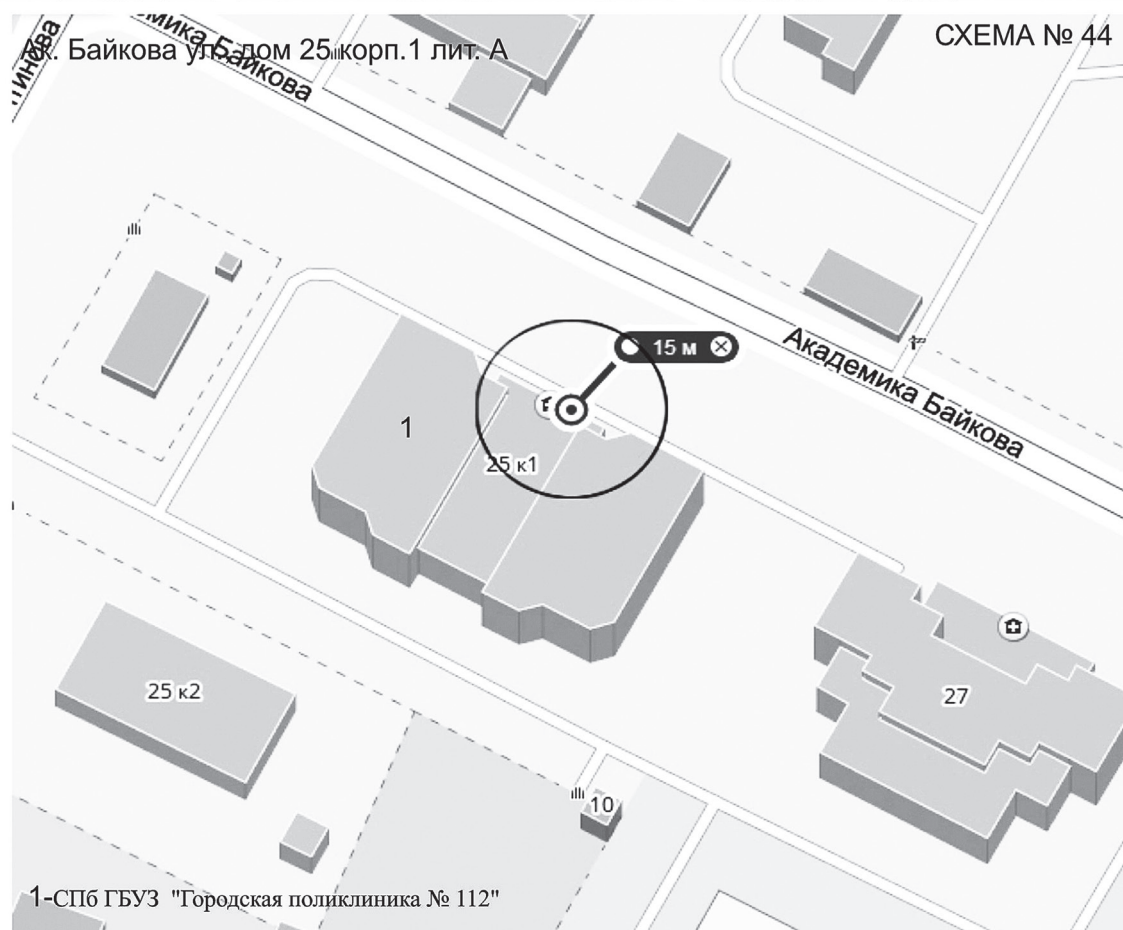 СХЕМА № 44
Ак. Байкова ул., дом 25 корп.1 лит. А
Байкова
15 м
Академика Байкова
1
25 к1
25 к2
27
10
1-СПб ГБУЗ "Городская поликлиника № 112"